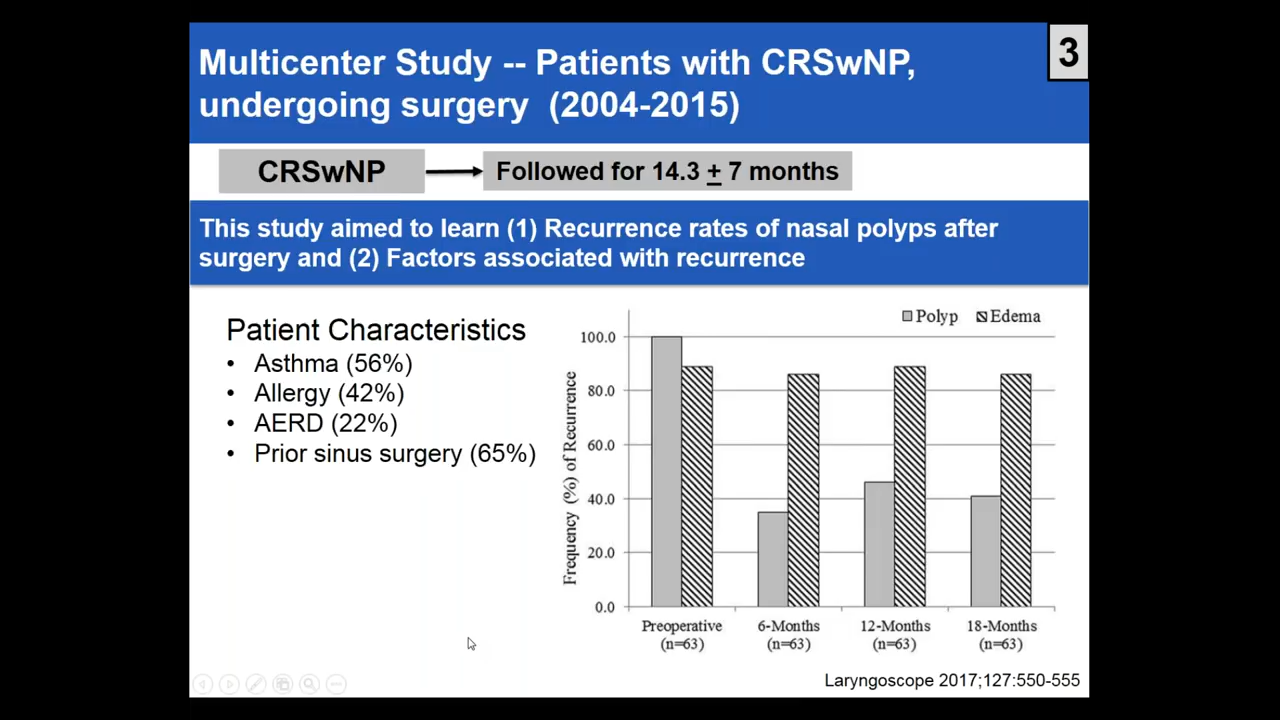 Multicenter Study -- Patients with CRSwNP,
undergoing surgery (2004-2015)
3
CRSwNP
Followed for 14.3 ± 7 months
This study aimed to learn (1) Recurrence rates of nasal polyps after
surgery and (2) Factors associated with recurrence
Patient Characteristics
• Asthma (56%)
• Allergy (42%)
• AERD (22%)
• Prior sinus surgery (65%)
Polyp Edema
Frequency (%) of Recurrence
100.0
80.0
60.0
40.0
20.0
0.0
Preoperative 6-Months 12-Months 18-Months
(n=63) (n=63) (n=63) (n=63)
Laryngoscope 2017;127:550-555